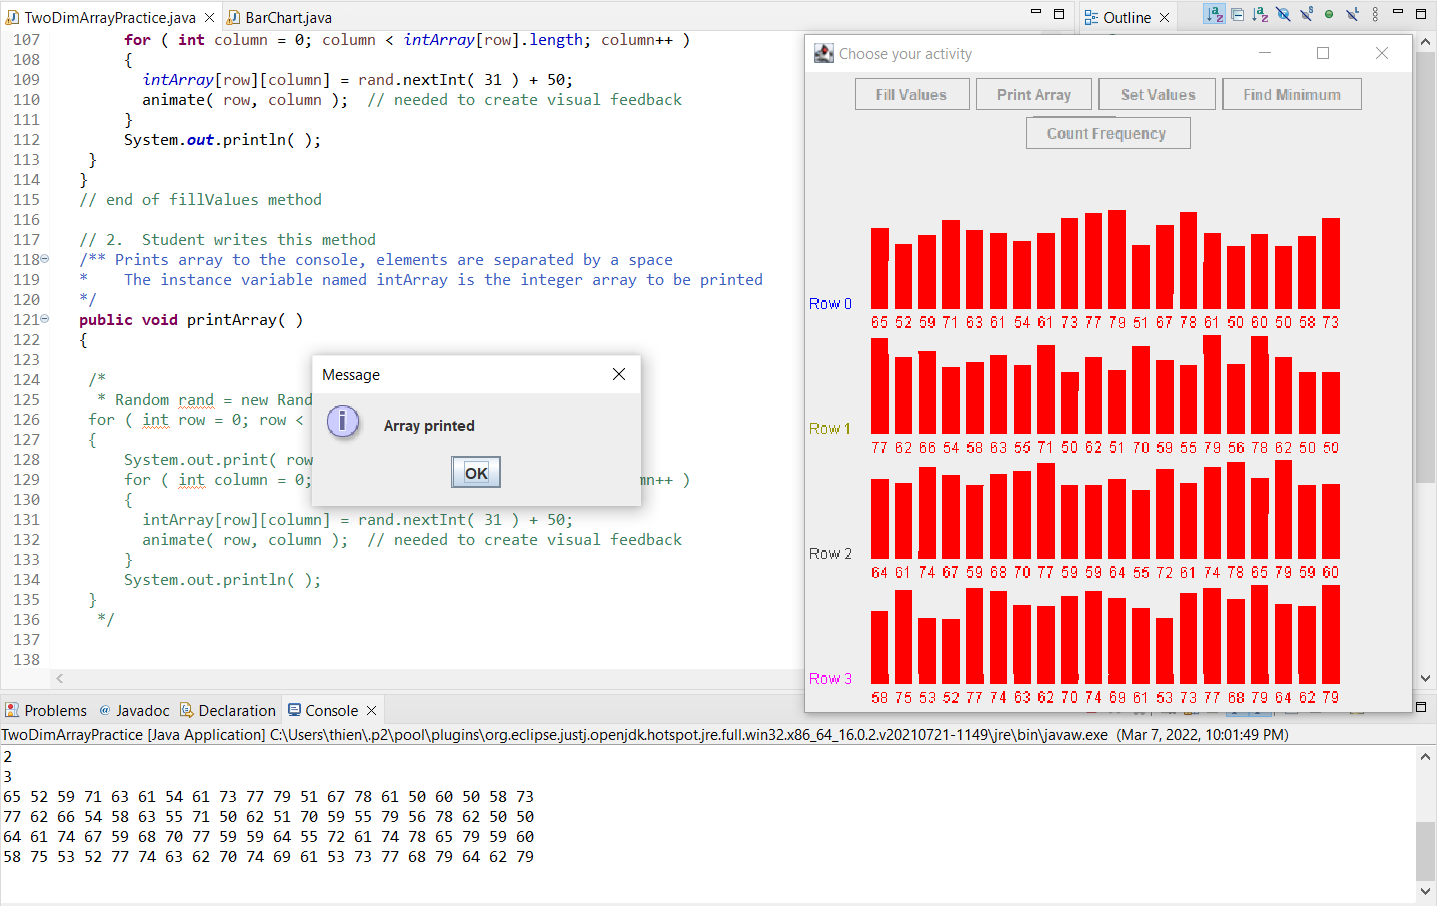 TwoDimArrayPractice.java
BarChart.java
Outline
107 for ( int column = 0; column < intArray[row].length; column++ )
108 {
109 intArray[row][column] = rand.nextInt( 31 ) + 50;
110 animate( row, column ); // needed to create visual feedback
111 }
112 System.out.println( );
113 }
114 }
115 // end of fillValues method
116
117 // 2. Student writes this method
118 /** Prints array to the console, elements are separated by a space
119 * The instance variable named intArray is the integer array to be printed
120 */
121 public void printArray( )
122 {
123
124 /*
125 * Random rand = new Rand
126 for ( int row = 0; row <
127 {
128 System.out.print( row
129 for ( int column = 0; mn++ )
130 {
131 intArray[row][column] = rand.nextInt( 31 ) + 50;
132 animate( row, column ); // needed to create visual feedback
133 }
134 System.out.println( );
135 }
136 */
137
138
Message
Array printed
OK
Choose your activity
Fill Values Print Array Set Values Find Minimum
Count Frequency
Row 0
65 52 59 71 63 61 54 61 73 77 79 51 67 78 61 50 60 50 58 73
Row 1
77 62 66 54 58 63 55 71 50 62 51 70 59 55 79 56 78 62 50 50
Row 2
64 61 74 67 59 68 70 77 59 59 64 55 72 61 74 78 65 79 59 60
Row 3
58 75 53 52 77 74 63 62 70 74 69 61 53 73 77 68 79 64 62 79
Problems @ Javadoc Declaration Console
TwoDimArrayPractice [Java Application] C:\Users\thien\.p2\pool\plugins\org.eclipse.justj.openjdk.hotspot.jre.full.win32.x86_64_16.0.2.v20210721-1149\jre\bin\javaw.exe (Mar 7, 2022, 10:01:49 PM)
2
3
65 52 59 71 63 61 54 61 73 77 79 51 67 78 61 50 60 50 58 73
77 62 66 54 58 63 55 71 50 62 51 70 59 55 79 56 78 62 50 50
64 61 74 67 59 68 70 77 59 59 64 55 72 61 74 78 65 79 59 60
58 75 53 52 77 74 63 62 70 74 69 61 53 73 77 68 79 64 62 79